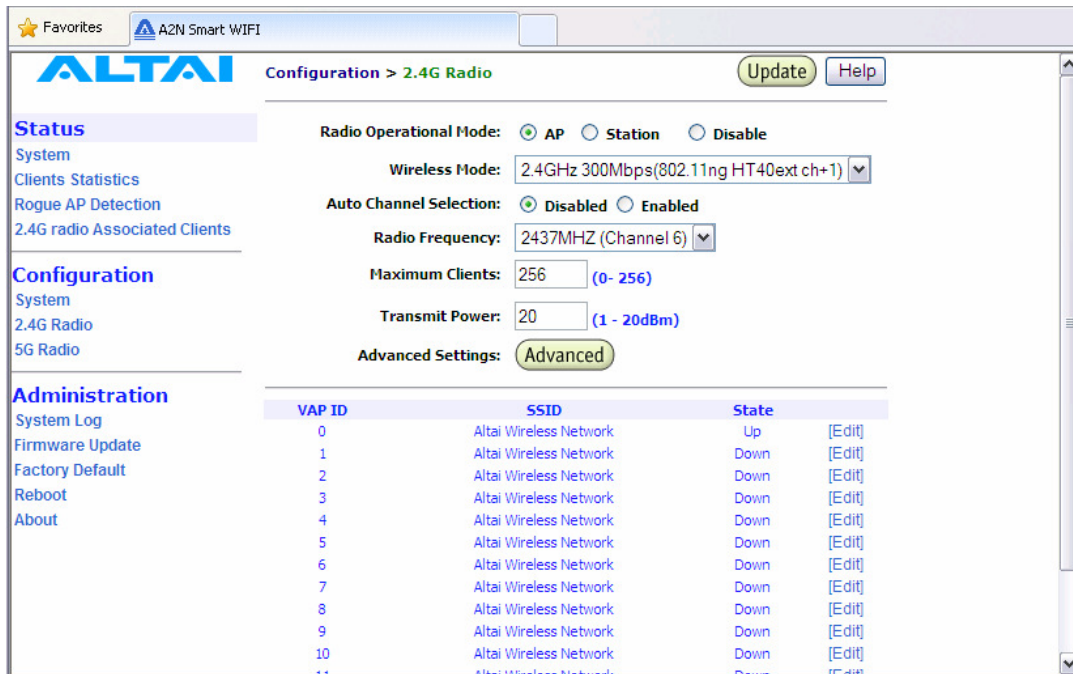 Favorites
A2N Smart WIFI
ALTAI
Configuration > 2.4G Radio
Update
Help
Status
System
Clients Statistics
Rogue AP Detection
2.4G radio Associated Clients
Configuration
System
2.4G Radio
5G Radio
Administration
System Log
Firmware Update
Factory Default
Reboot
About
Radio Operational Mode: AP Station Disable
Wireless Mode: 2.4GHz 300Mbps(802.11ng HT40ext ch+1)
Auto Channel Selection: Disabled Enabled
Radio Frequency: 2437MHZ (Channel 6)
Maximum Clients: 256 (0- 256)
Transmit Power: 20 (1 - 20dBm)
Advanced Settings: Advanced
VAP ID SSID State
0 Altai Wireless Network Up [Edit]
1 Altai Wireless Network Down [Edit]
2 Altai Wireless Network Down [Edit]
3 Altai Wireless Network Down [Edit]
4 Altai Wireless Network Down [Edit]
5 Altai Wireless Network Down [Edit]
6 Altai Wireless Network Down [Edit]
7 Altai Wireless Network Down [Edit]
8 Altai Wireless Network Down [Edit]
9 Altai Wireless Network Down [Edit]
10 Altai Wireless Network Down [Edit]
11 Altai Wireless Network Down [Edit]